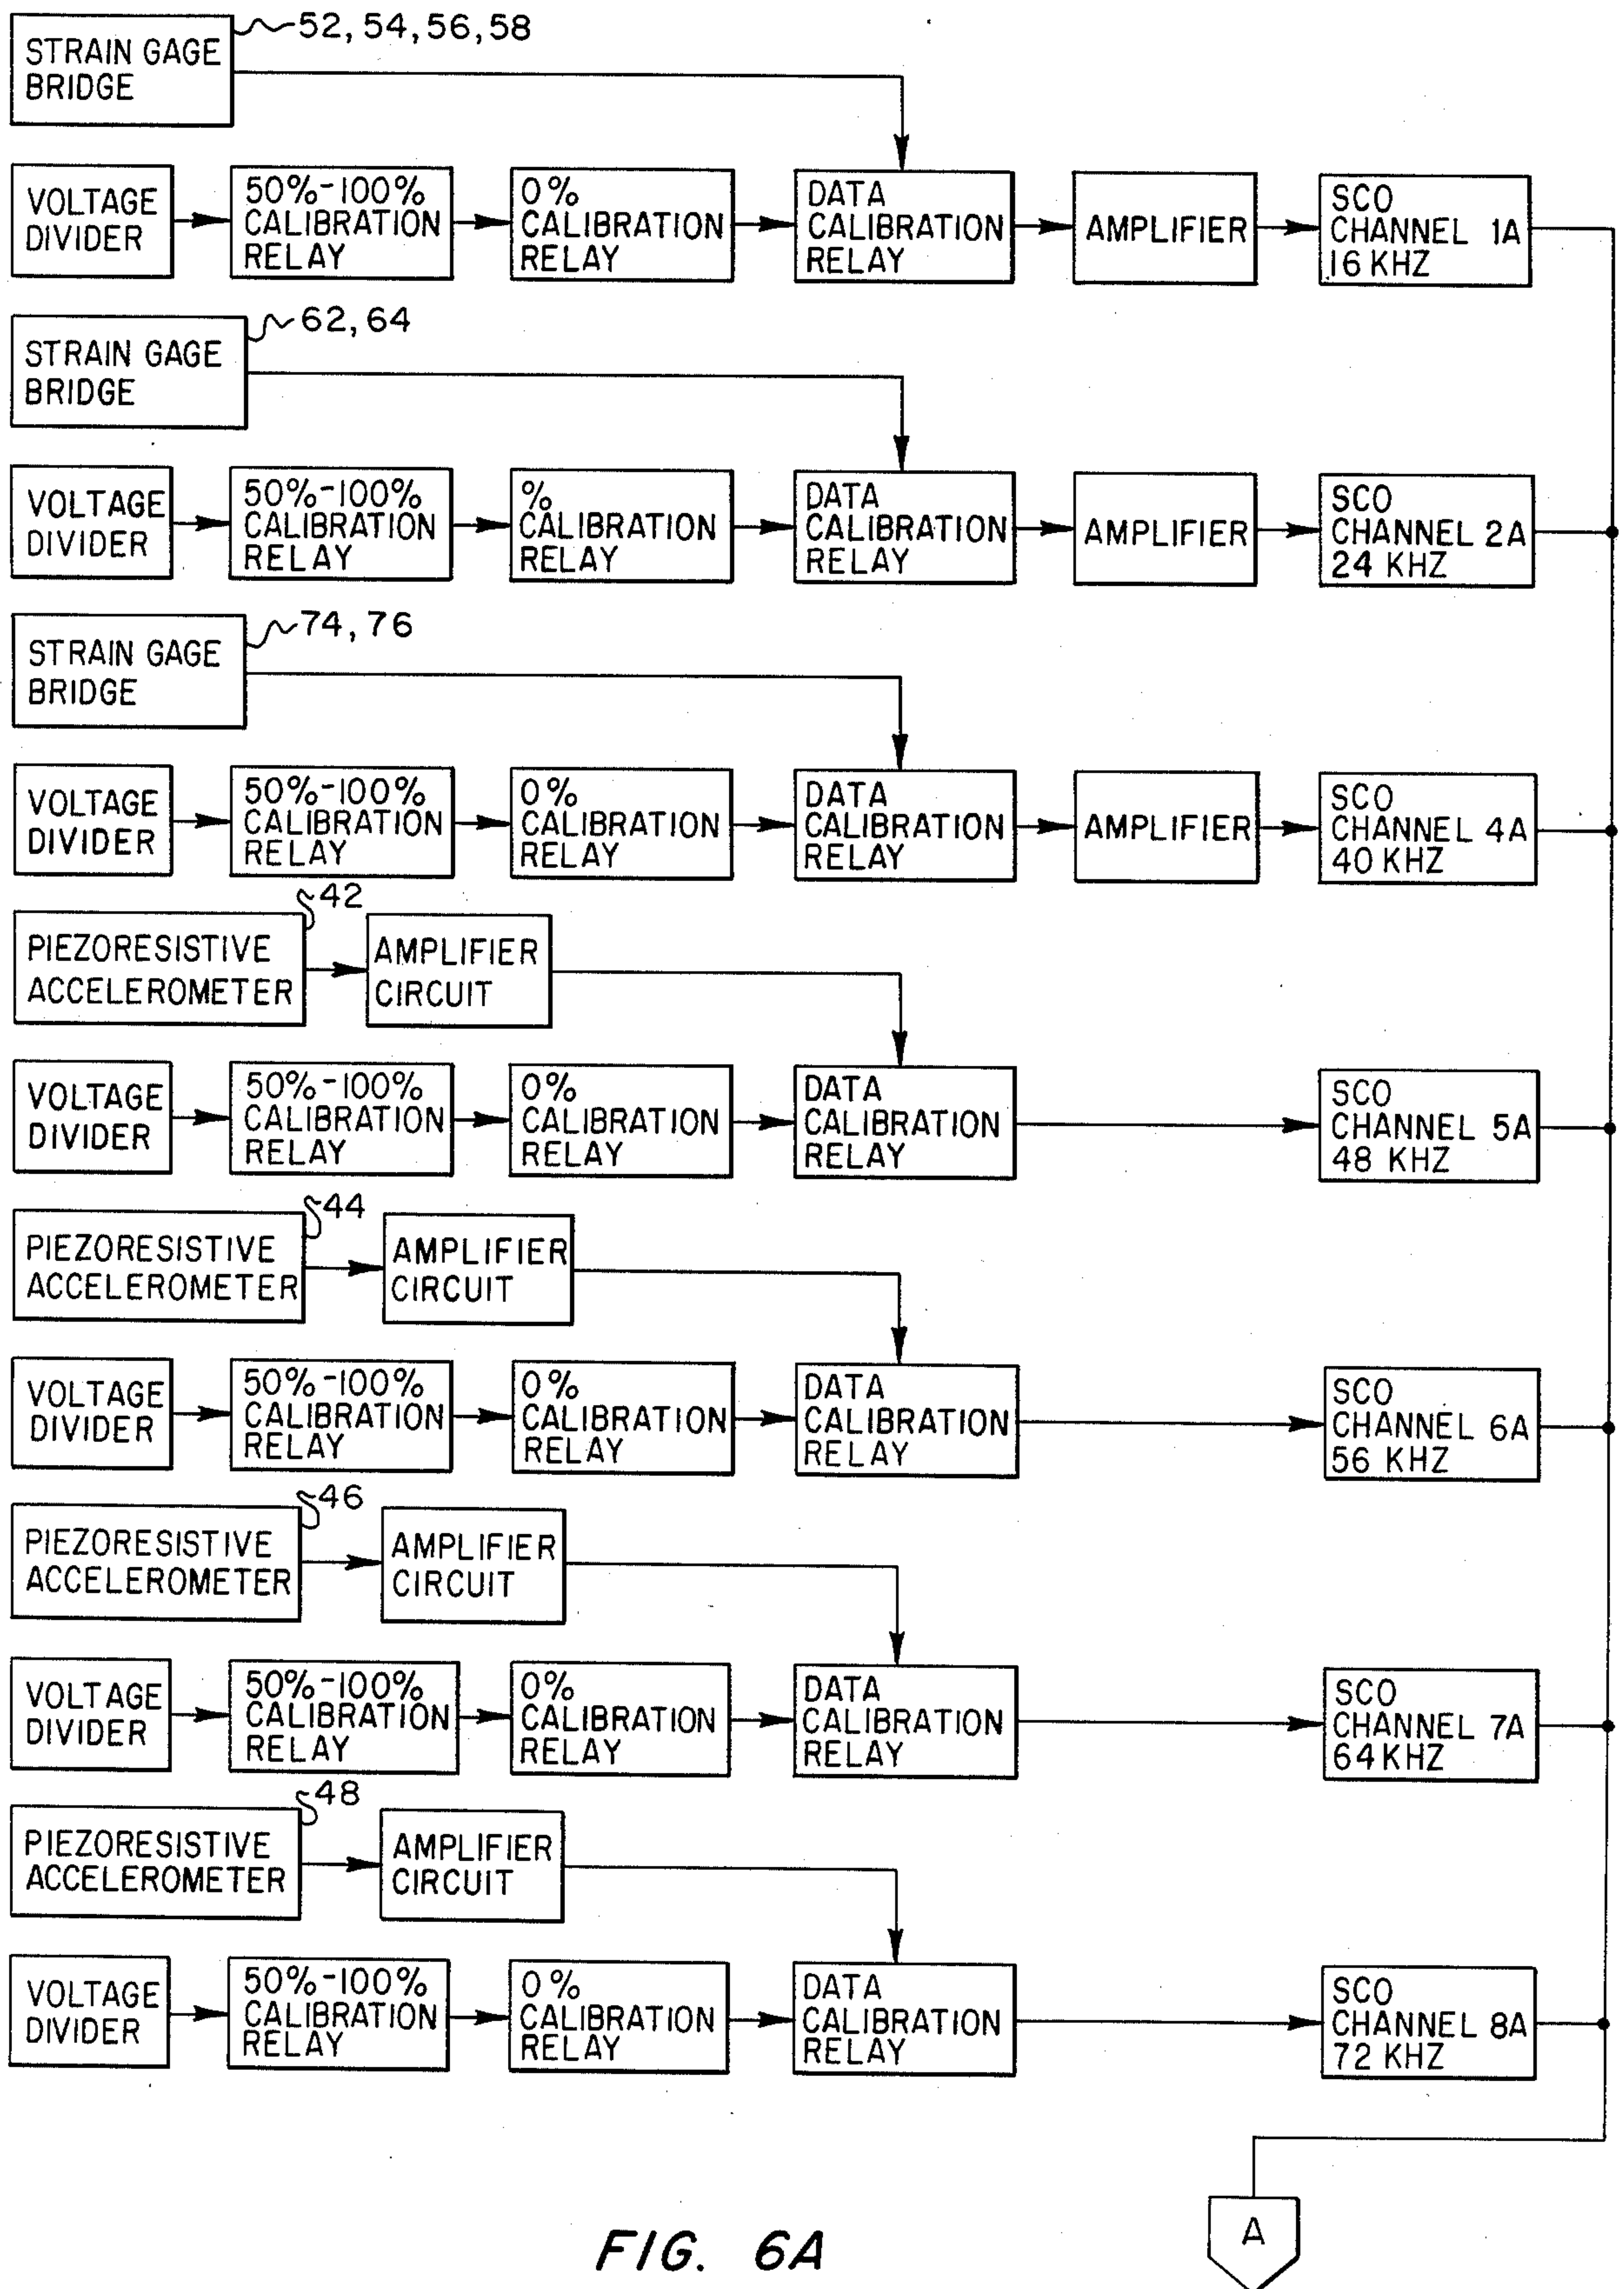 52, 54, 56, 58
STRAIN GAGE
BRIDGE
VOLTAGE
DIVIDER
50%-100%
CALIBRATION
RELAY
0%
CALIBRATION
RELAY
DATA
CALIBRATION
RELAY
AMPLIFIER
SCO
CHANNEL 1A
16 KHZ
62, 64
STRAIN GAGE
BRIDGE
VOLTAGE
DIVIDER
50%-100%
CALIBRATION
RELAY
%
CALIBRATION
RELAY
DATA
CALIBRATION
RELAY
AMPLIFIER
SCO
CHANNEL 2A
24 KHZ
74, 76
STRAIN GAGE
BRIDGE
VOLTAGE
DIVIDER
50%-100%
CALIBRATION
RELAY
0%
CALIBRATION
RELAY
DATA
CALIBRATION
RELAY
AMPLIFIER
SCO
CHANNEL 4A
40 KHZ
42
PIEZORESISTIVE
ACCELEROMETER
AMPLIFIER
CIRCUIT
VOLTAGE
DIVIDER
50%-100%
CALIBRATION
RELAY
0%
CALIBRATION
RELAY
DATA
CALIBRATION
RELAY
SCO
CHANNEL 5A
48 KHZ
44
PIEZORESISTIVE
ACCELEROMETER
AMPLIFIER
CIRCUIT
VOLTAGE
DIVIDER
50%-100%
CALIBRATION
RELAY
0%
CALIBRATION
RELAY
DATA
CALIBRATION
RELAY
SCO
CHANNEL 6A
56 KHZ
46
PIEZORESISTIVE
ACCELEROMETER
AMPLIFIER
CIRCUIT
VOLTAGE
DIVIDER
50%-100%
CALIBRATION
RELAY
0%
CALIBRATION
RELAY
DATA
CALIBRATION
RELAY
SCO
CHANNEL 7A
64 KHZ
48
PIEZORESISTIVE
ACCELEROMETER
AMPLIFIER
CIRCUIT
VOLTAGE
DIVIDER
50%-100%
CALIBRATION
RELAY
0%
CALIBRATION
RELAY
DATA
CALIBRATION
RELAY
SCO
CHANNEL 8A
72 KHZ
A
FIG. 6A